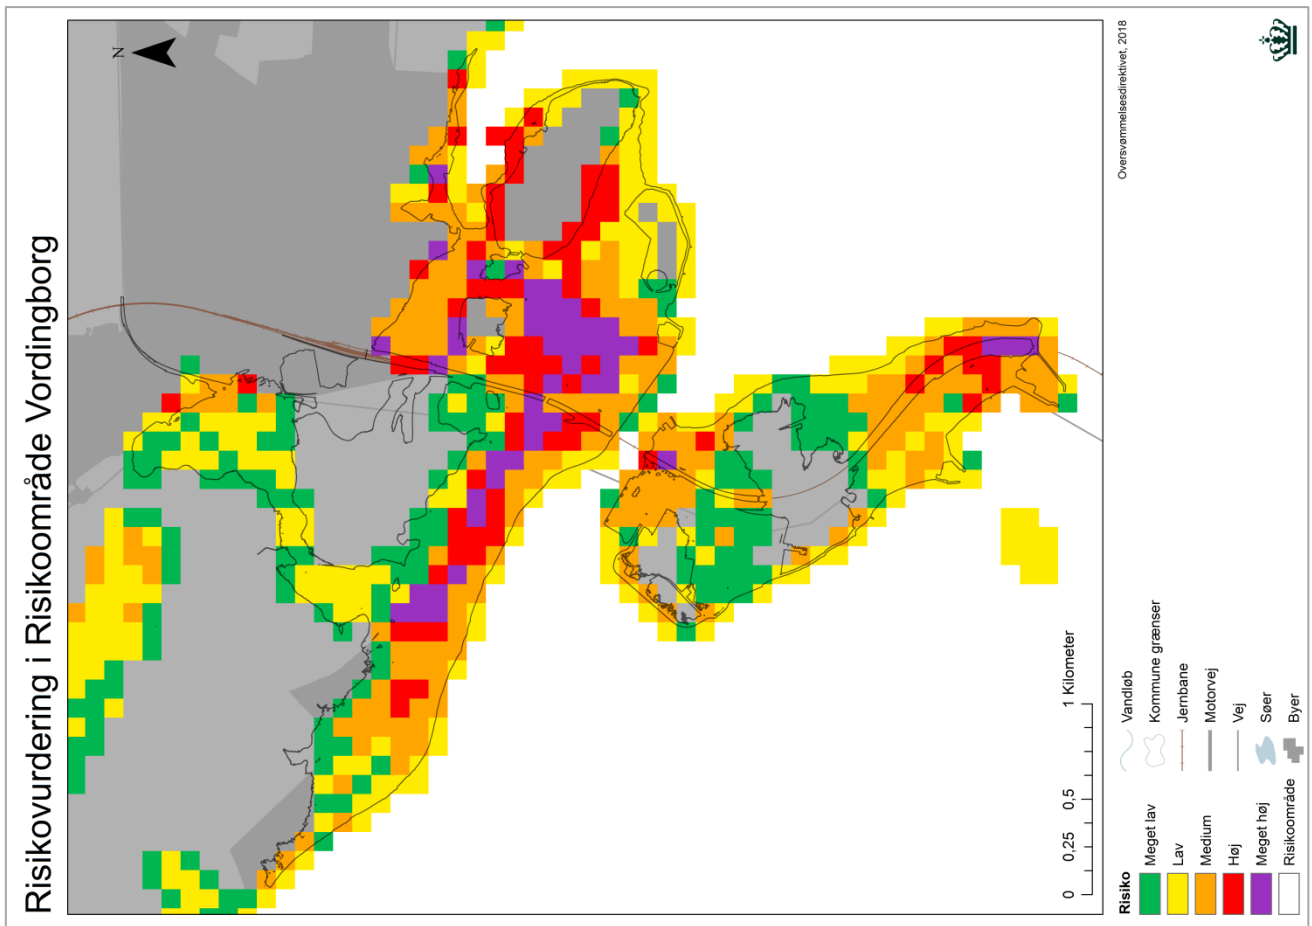 Risikovurdering i Risikoområde Vordingborg
N
0
0,25
0,5
1 Kilometer
Risiko
Meget lav
Lav
Medium
Høj
Meget høj
Risikoområde
Vandløb
Kommune grænser
Jernbane
Motorvej
Vej
Søer
Byer
Oversvømmelsesdirektivet, 2018